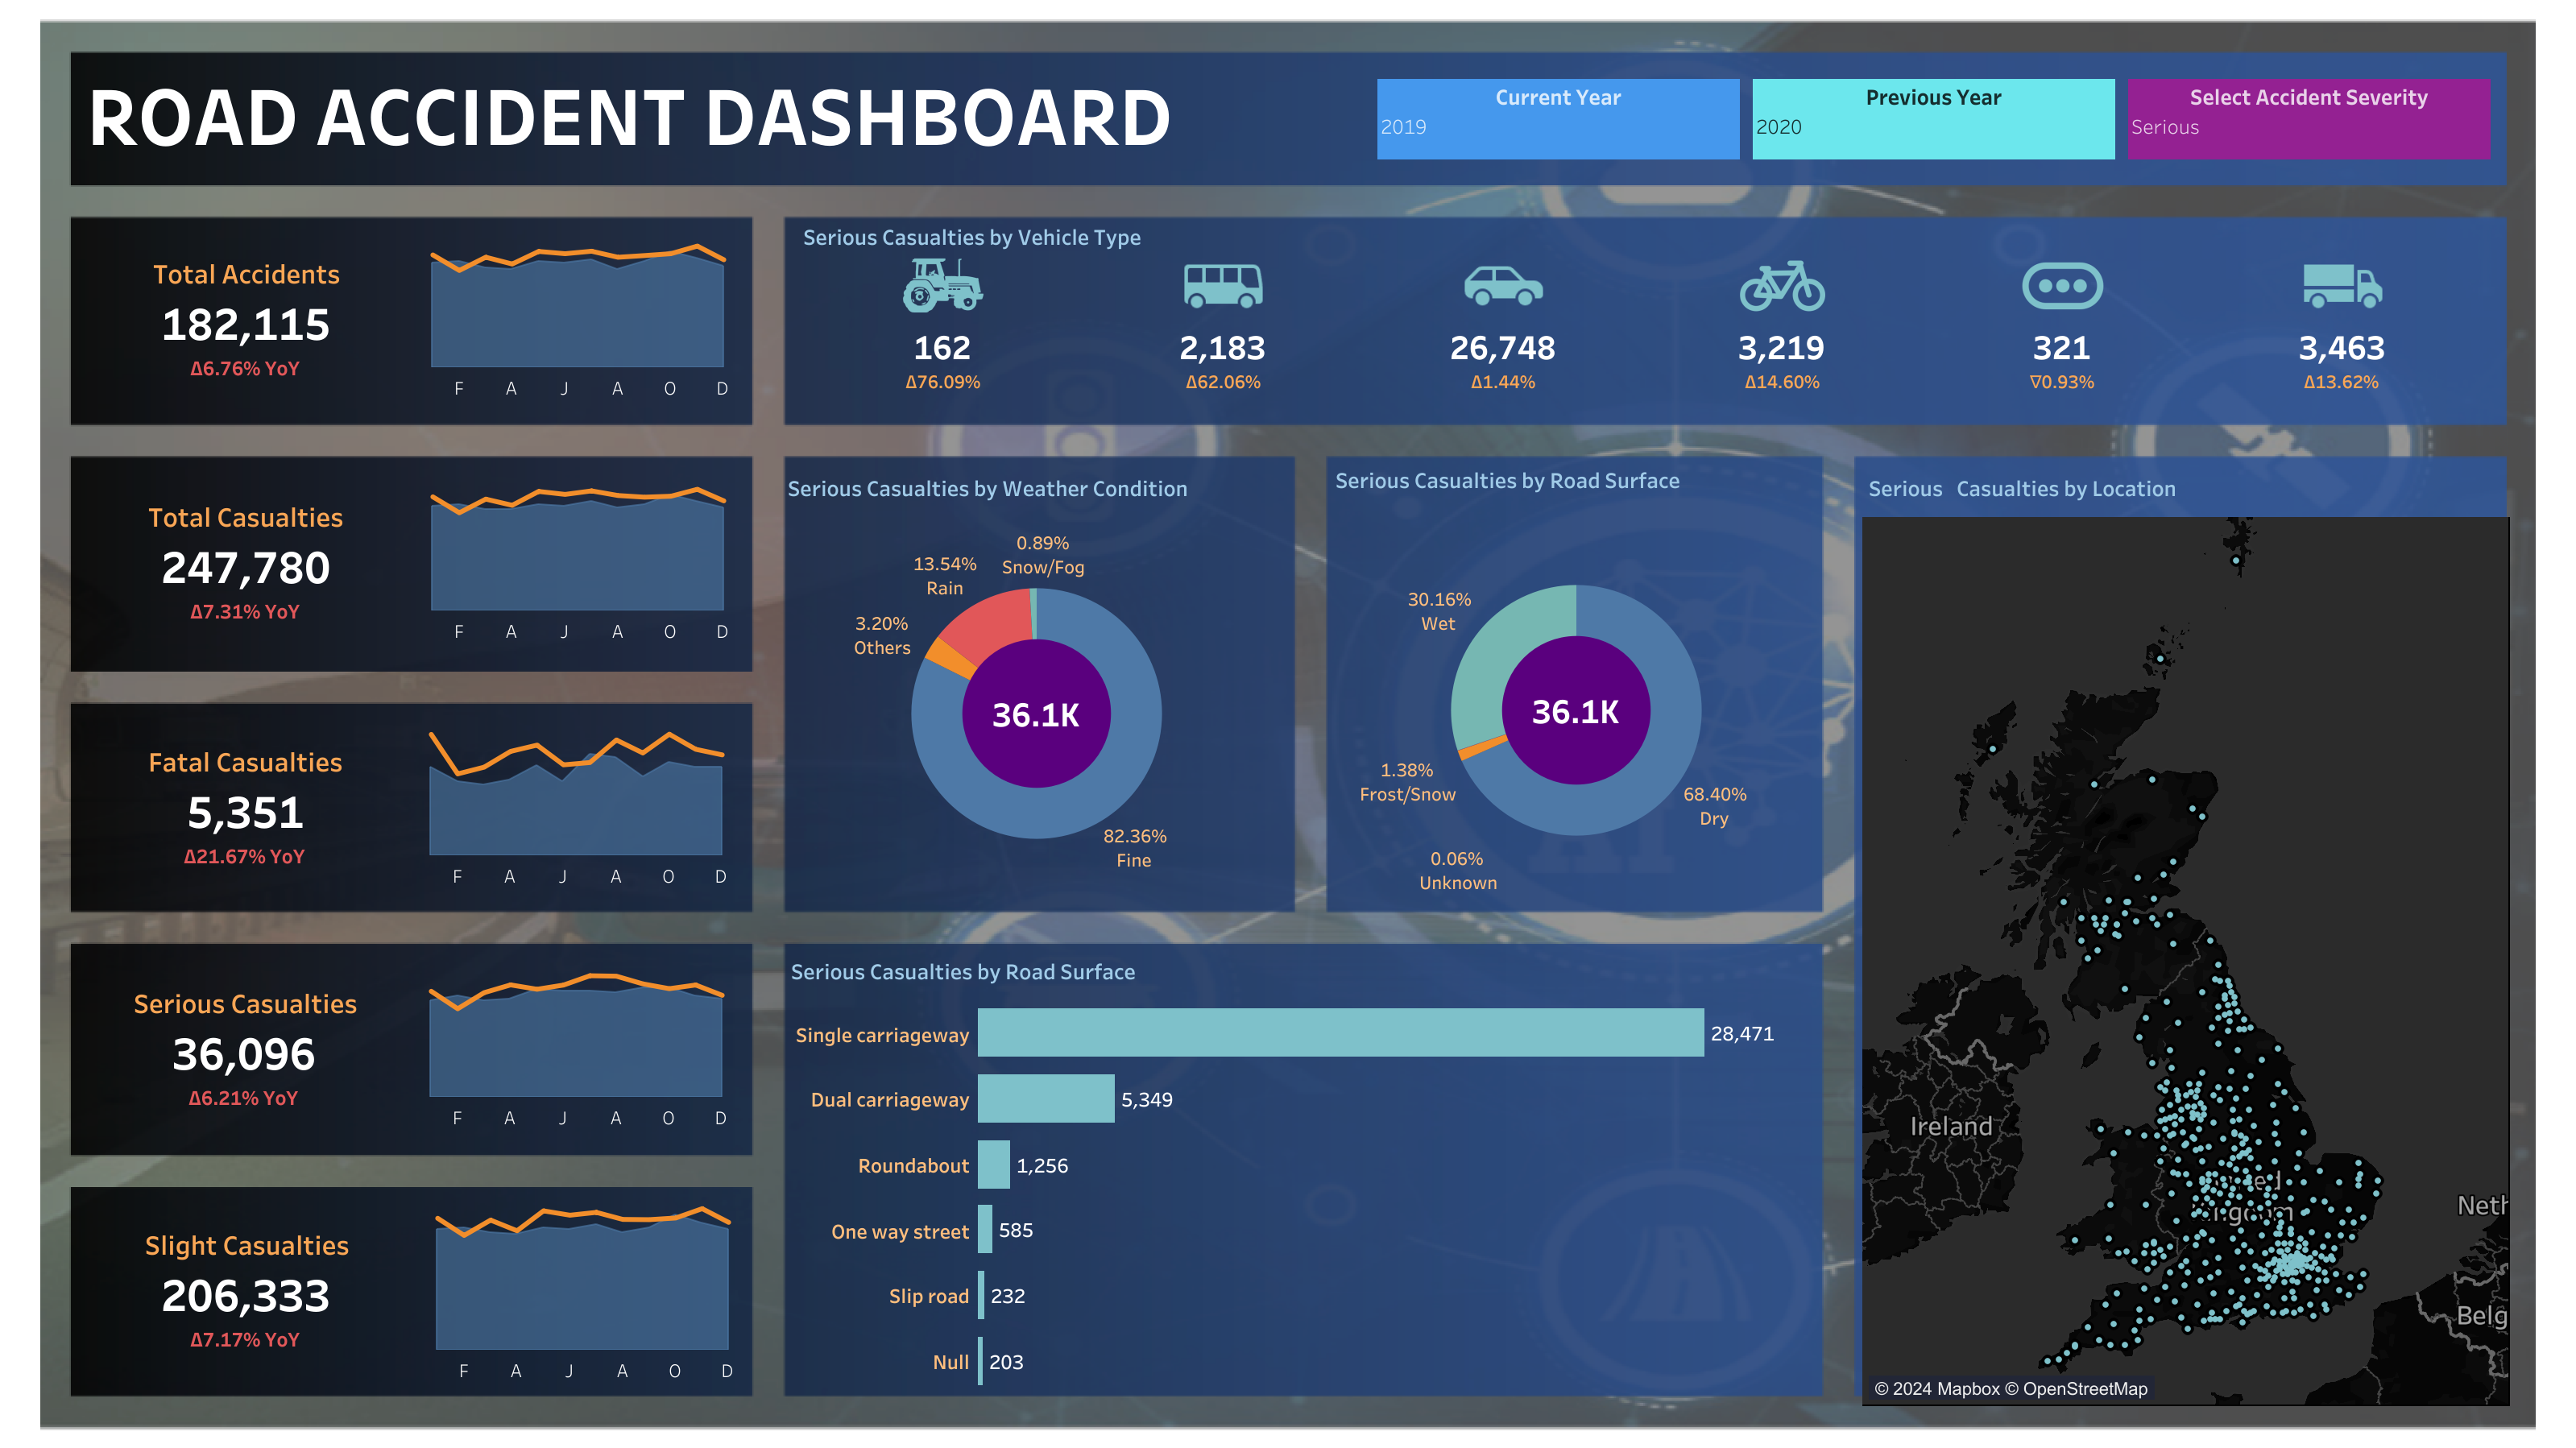 ROAD ACCIDENT DASHBOARD
Current Year
2019
Previous Year
2020
Select Accident Severity
Serious
Total Accidents
182,115
Δ6.76% YoY
F A J A O D
Total Casualties
247,780
Δ7.31% YoY
F A J A O D
Fatal Casualties
5,351
Δ21.67% YoY
F A J A O D
Serious Casualties
36,096
Δ6.21% YoY
F A J A O D
Slight Casualties
206,333
Δ7.17% YoY
F A J A O D
Serious Casualties by Vehicle Type
162 2,183 26,748 3,219 321 3,463
Δ76.09% Δ62.06% Δ1.44% Δ14.60% ∇0.93% Δ13.62%
Serious Casualties by Weather Condition
0.89%
Snow/Fog
13.54%
Rain
3.20%
Others
36.1K
82.36%
Fine
Serious Casualties by Road Surface
30.16%
Wet
36.1K
1.38%
Frost/Snow
68.40%
Dry
0.06%
Unknown
Serious Casualties by Road Surface
Single carriageway 28,471
Dual carriageway 5,349
Roundabout 1,256
One way street 585
Slip road 232
Null 203
Serious Casualties by Location
Ireland
Neth
Belg
© 2024 Mapbox © OpenStreetMap